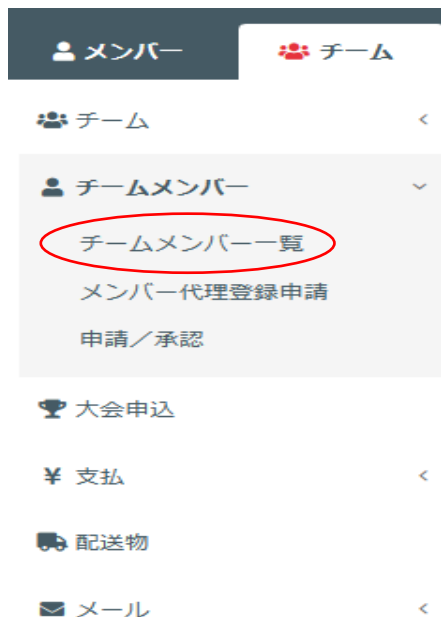 メンバー
チーム
チーム
チームメンバー
チームメンバー一覧
メンバー代理登録申請
申請／承認
大会申込
¥ 支払
配送物
メール